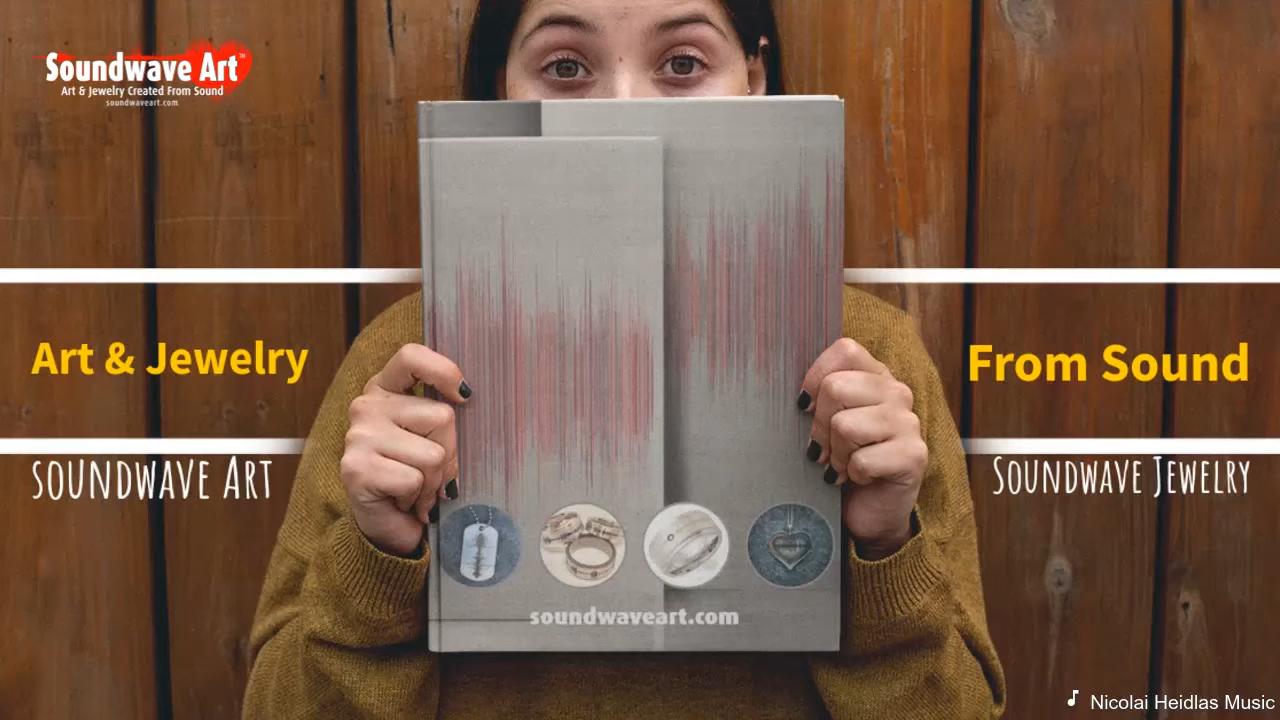 Soundwave Art™
Art & Jewelry Created From Sound
soundwaveart.com
Art & Jewelry
From Sound
SOUNDWAVE ART
SOUNDWAVE JEWELRY
soundwaveart.com
Nicolai Heidlas Music